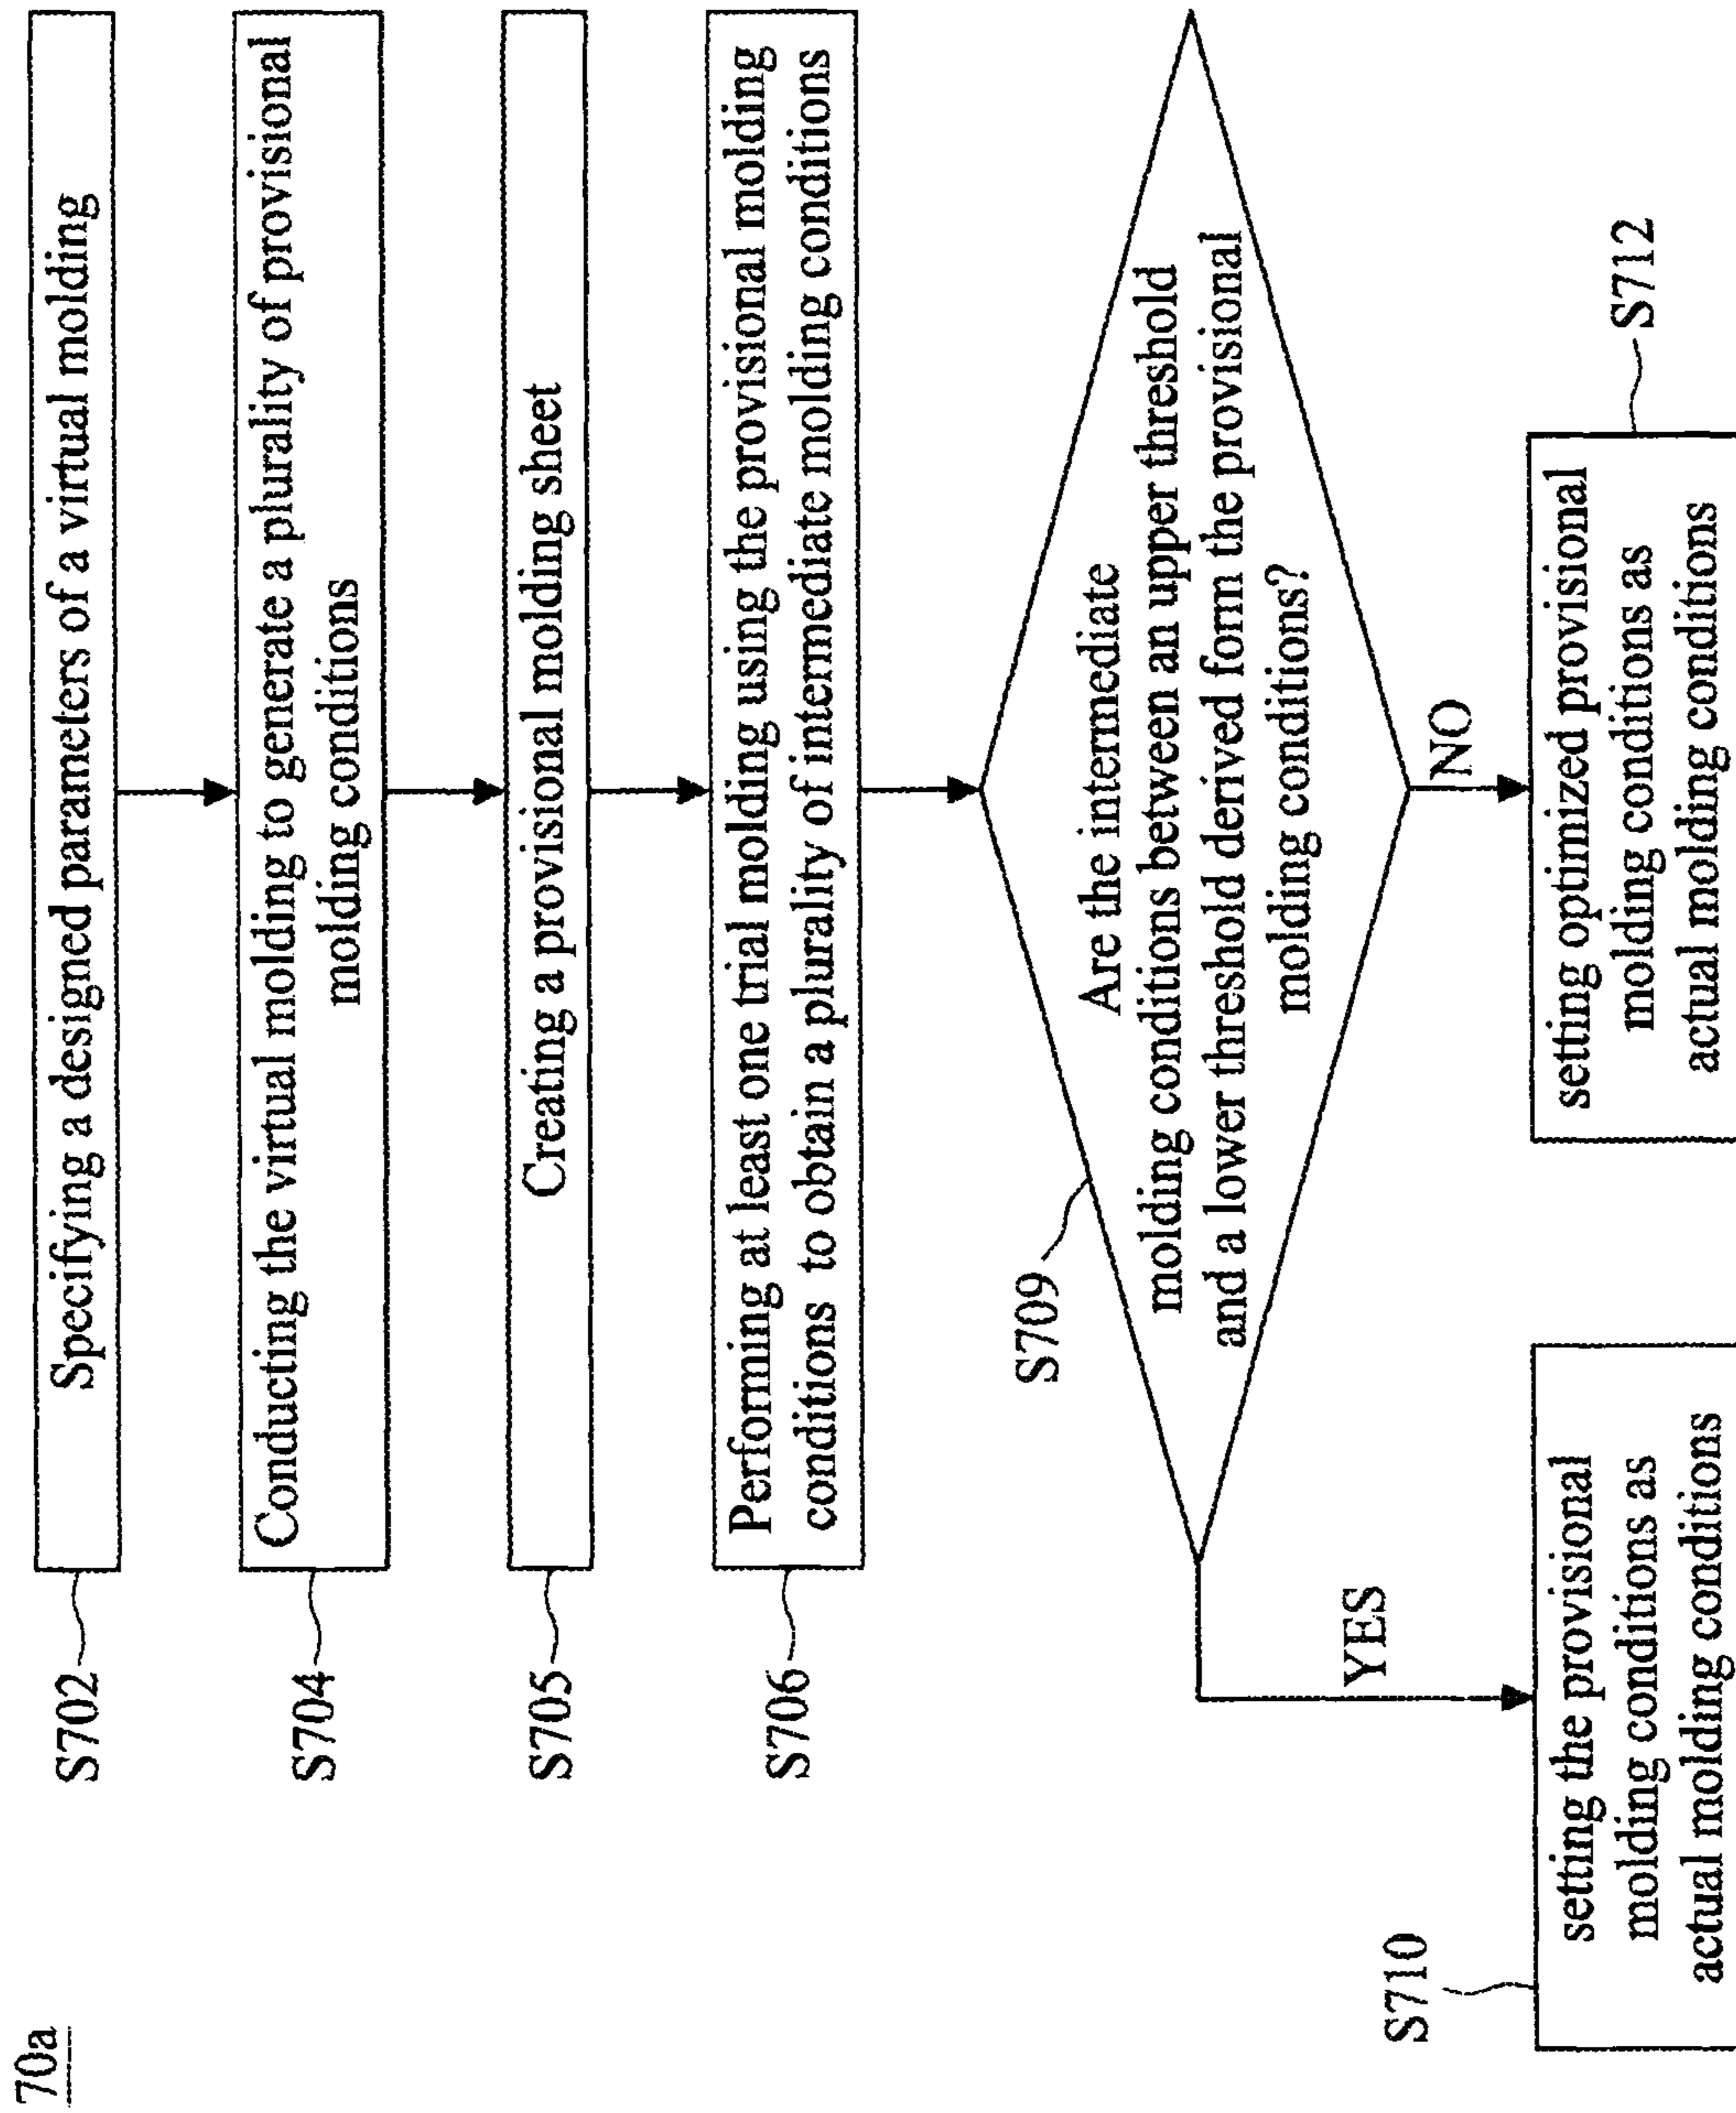 70a
S702
Specifying a designed parameters of a virtual molding
S704
Conducting the virtual molding to generate a plurality of provisional
molding conditions
S705
Creating a provisional molding sheet
S706
Performing at least one trial molding using the provisional molding
conditions to obtain a plurality of intermediate molding conditions
S709
Are the intermediate
molding conditions between an upper threshold
and a lower threshold derived form the provisional
molding conditions?
YES
NO
S710
setting the provisional
molding conditions as
actual molding conditions
S712
setting optimized provisional
molding conditions as
actual molding conditions